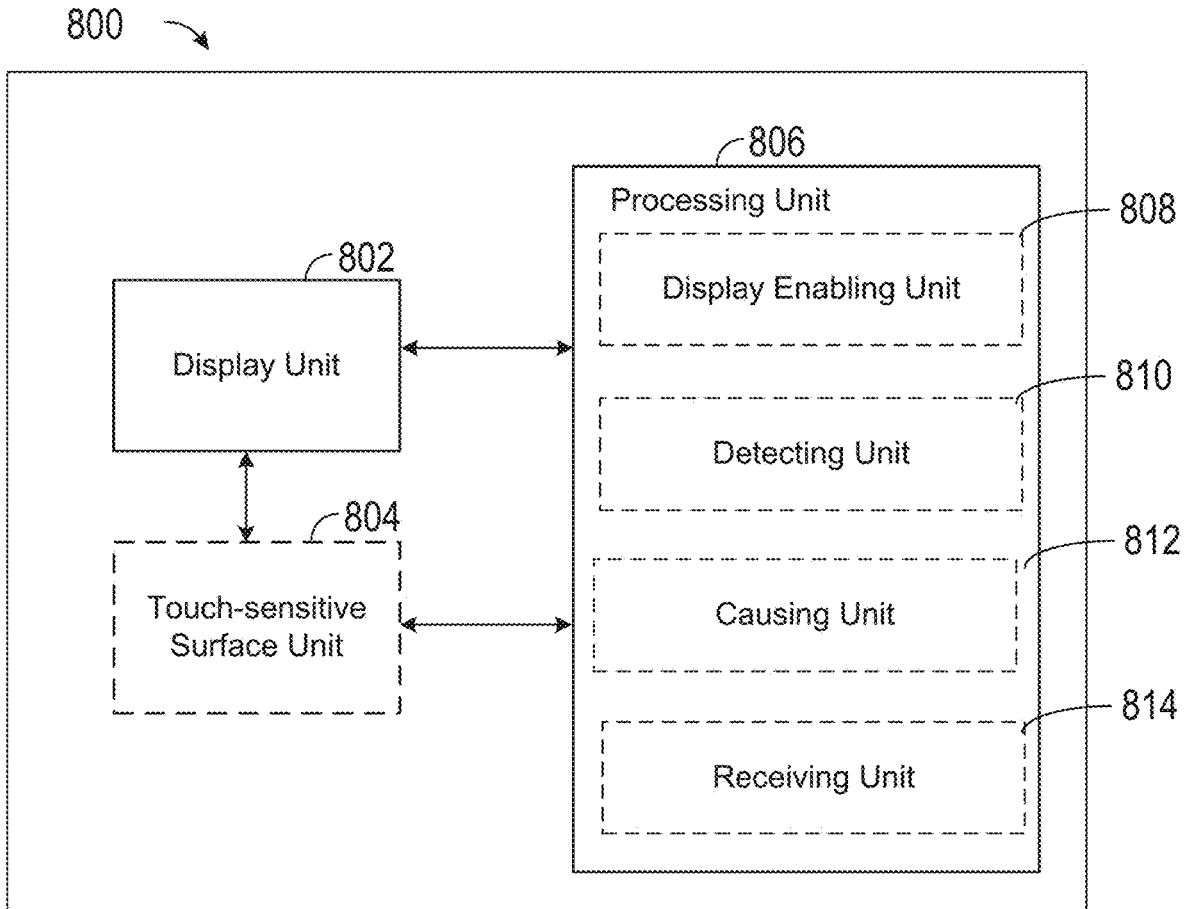 800
806
Processing Unit
808
802
Display Enabling Unit
Display Unit
810
Detecting Unit
804
812
Touch-sensitive
Surface Unit
Causing Unit
814
Receiving Unit